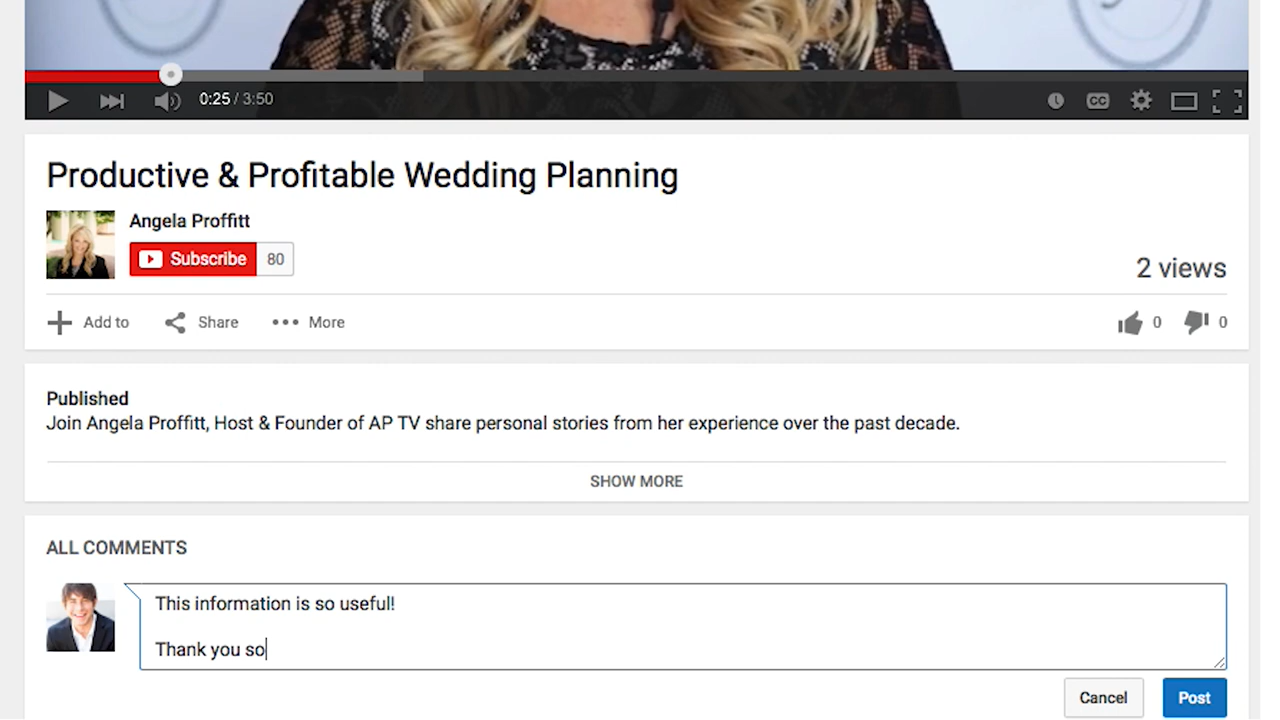 0:25 / 3:50
CC
Productive & Profitable Wedding Planning
Angela Proffitt
Subscribe 80
2 views
Add to Share More 0 0
Published
Join Angela Proffitt, Host & Founder of AP TV share personal stories from her experience over the past decade.
SHOW MORE
ALL COMMENTS
This information is so useful!
Thank you so
Cancel Post